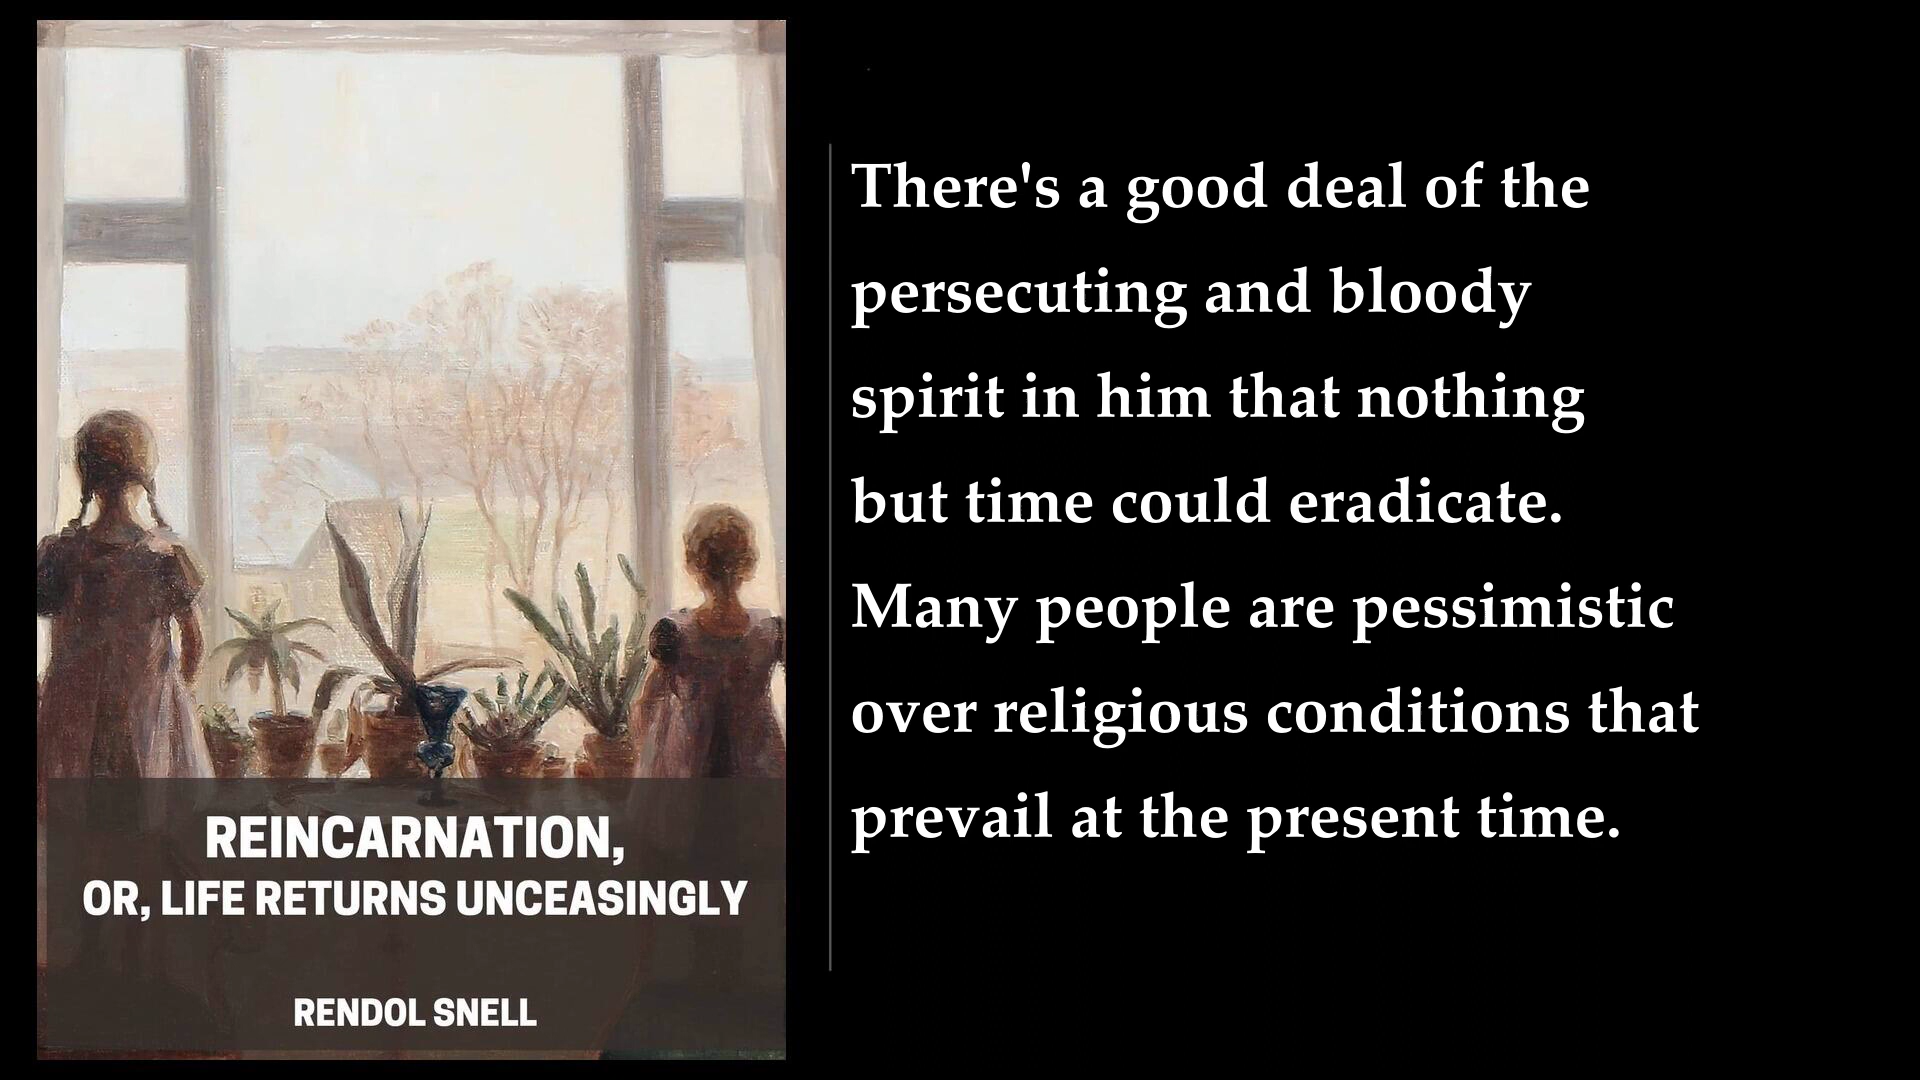 REINCARNATION,
OR, LIFE RETURNS UNCEASINGLY
RENDOL SNELL
There's a good deal of the
persecuting and bloody
spirit in him that nothing
but time could eradicate.
Many people are pessimistic
over religious conditions that
prevail at the present time.